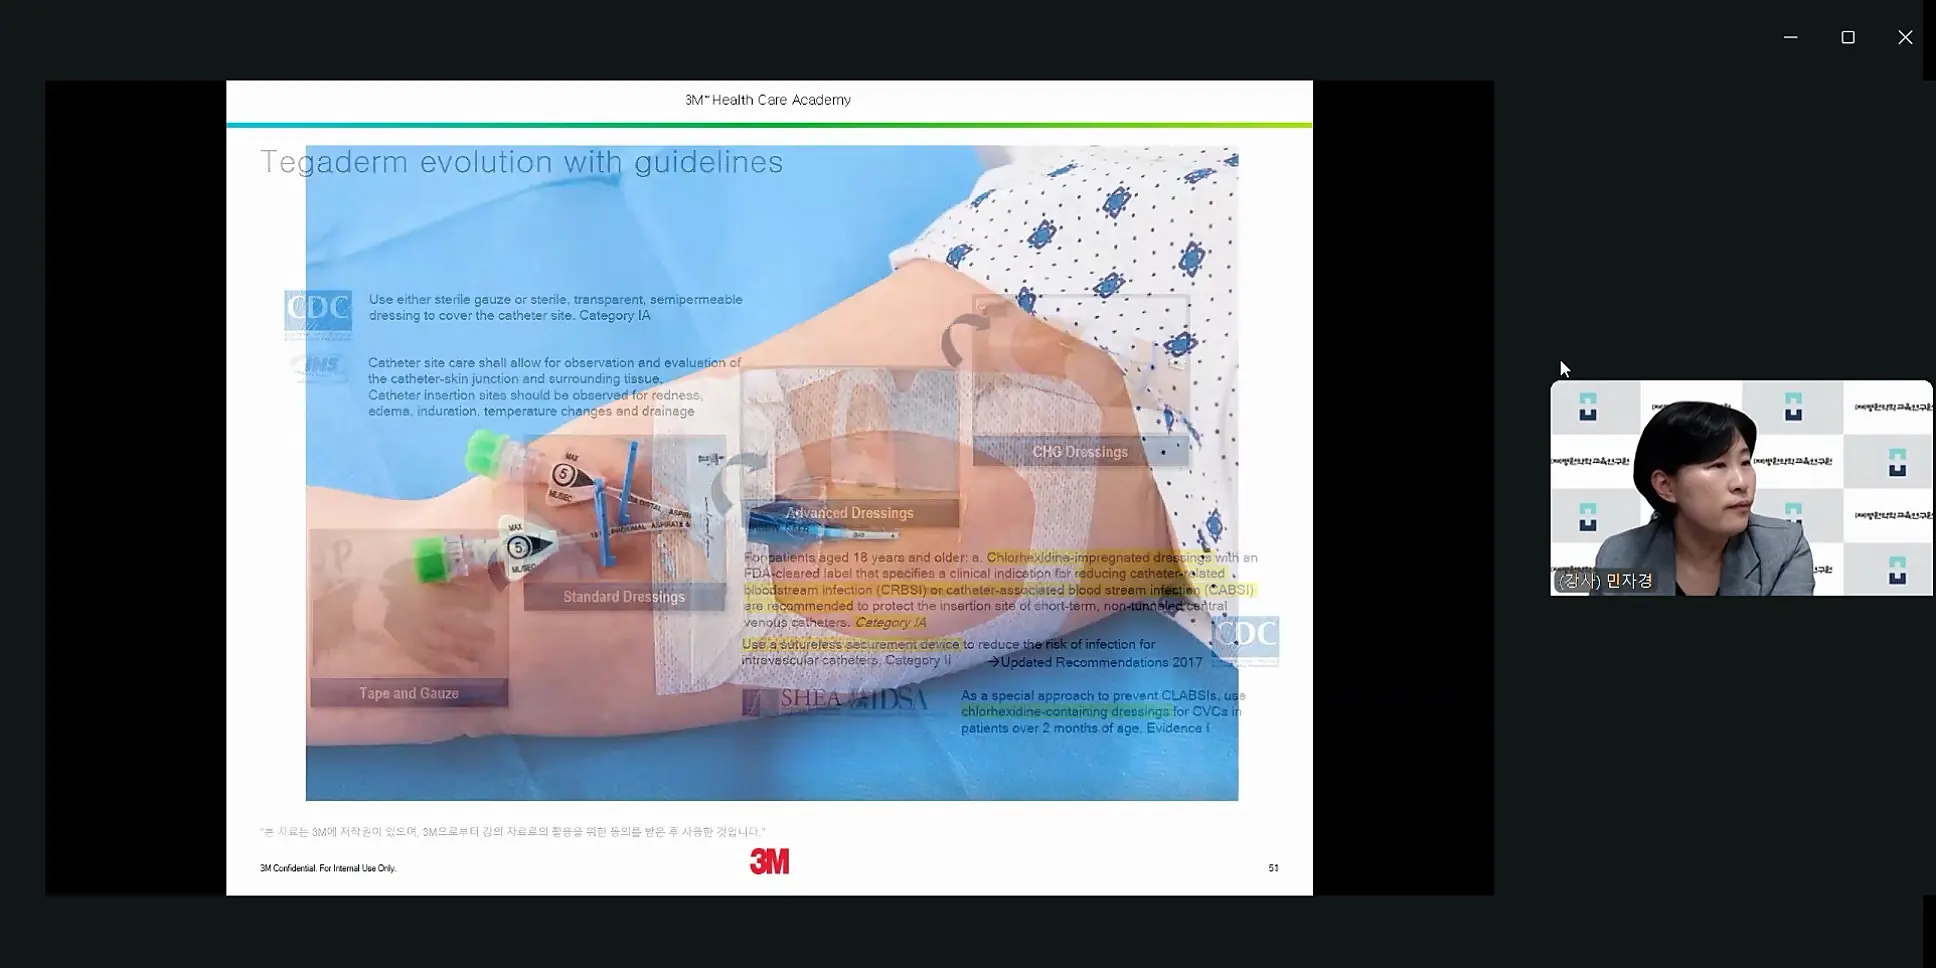 3M™ Health Care Academy
Tegaderm evolution with guidelines
CDC
Use either sterile gauze or sterile, transparent, semipermeable
dressing to cover the catheter site. Category IA
INS
Catheter site care shall allow for observation and evaluation of
the catheter-skin junction and surrounding tissue.
Catheter insertion sites should be observed for redness,
edema, induration, temperature changes and drainage
CHG Dressings
Advanced Dressings
Standard Dressings
Tape and Gauze
MAX
5
ML/SEC
MAX
5
ML/SEC
For patients aged 18 years and older: a. Chlorhexidine-impregnated dressings with an
FDA-cleared label that specifies a clinical indication for reducing catheter-related
bloodstream infection (CRBSI) or catheter-associated blood stream infection (CABSI)
are recommended to protect the insertion site of short-term, non-tunneled central
venous catheters. Category IA
Use a sutureless securement device to reduce the risk of infection for
intravascular catheters. Category II
→Updated Recommendations 2017
CDC
SHEA IDSA
As a special approach to prevent CLABSIs, use
chlorhexidine-containing dressings for CVCs in
patients over 2 months of age. Evidence I
"본 자료는 3M에 저작권이 있으며, 3M으로부터 강의 자료로의 활용을 위한 동의를 받은 후 사용한 것입니다."
3M Confidential. For Internal Use Only.
3M
51
(강사) 민자경